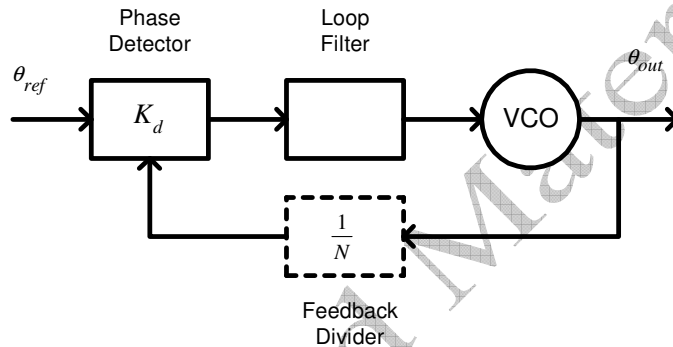 Phase
Detector
Loop
Filter
θref
Kd
VCO
θout
1
N
Feedback
Divider